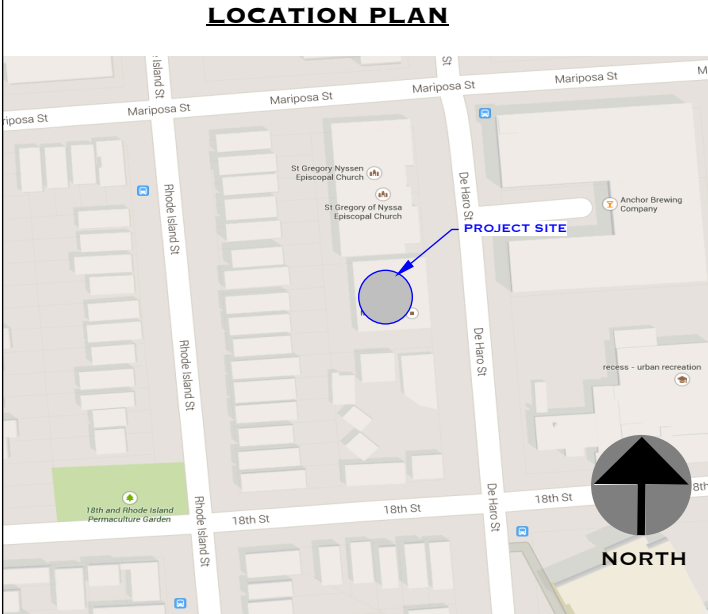 LOCATION PLAN
Island St
St
Mariposa St
M
Mariposa St
Mariposa St
Mariposa St
riposa St
St Gregory Nyssen
Episcopal Church
Rhode Island St
De Haro St
St Gregory of Nyssa
Episcopal Church
Anchor Brewing
Company
PROJECT SITE
Rhode Island St
De Haro St
recess - urban recreation
18th and Rhode Island
Permaculture Garden
Rhode Island St
18th St
18th St
De Haro St
18th St
8th
NORTH